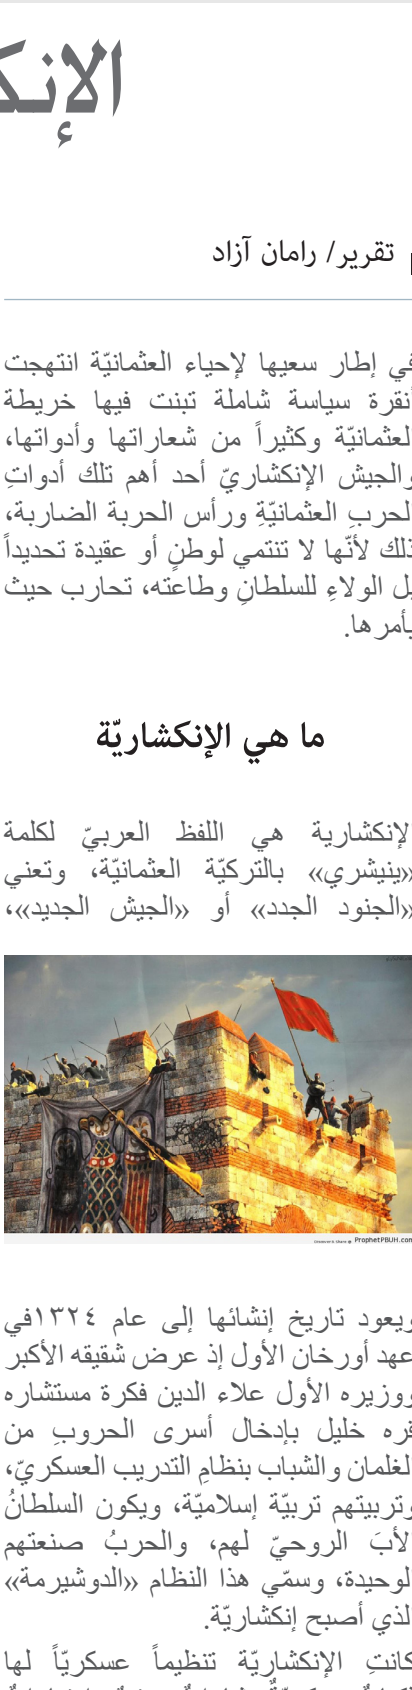 الإنك
تقرير/ رامان آزاد
في إطار سعيها لإحياء العثمانيّة انتهجت
أنقرة سياسة شاملة تبنت فيها خريطة
العثمانيّة وكثيراً من شعاراتها وأدواتها،
والجيش الإنكشاريّ أحد أهم تلك أدواتِ
الحربِ العثمانيّةِ ورأس الحربة الضاربة،
ذلك لأنّها لا تنتمي لوطنٍ أو عقيدة تحديداً
بل الولاءِ للسلطانِ وطاعته، تحارب حيث
يأمرها.
ما هي الإنكشاريّة
الإنكشارية هي اللفظ العربيّ لكلمة
«ينيشري» بالتركيّة العثمانيّة، وتعني
«الجنود الجدد» أو «الجيش الجديد»،
Discover & Share @ ProphetPBUH.com
ويعود تاريخ إنشائها إلى عام ١٣٢٤في
عهد أورخان الأول إذ عرض شقيقه الأكبر
ووزيره الأول علاء الدين فكرة مستشاره
قره خليل بإدخال أسرى الحروبِ من
الغلمان والشباب بنظامِ التدريب العسكريّ،
وتربيتهم تربيّة إسلاميّة، ويكون السلطانُ
الأبَ الروحيّ لهم، والحربُ صنعتهم
الوحيدة، وسمّي هذا النظام «الدوشيرمة»
الذي أصبح إنكشاريّة.
كانتِ الإنكشاريّة تنظيماً عسكريّاً لها